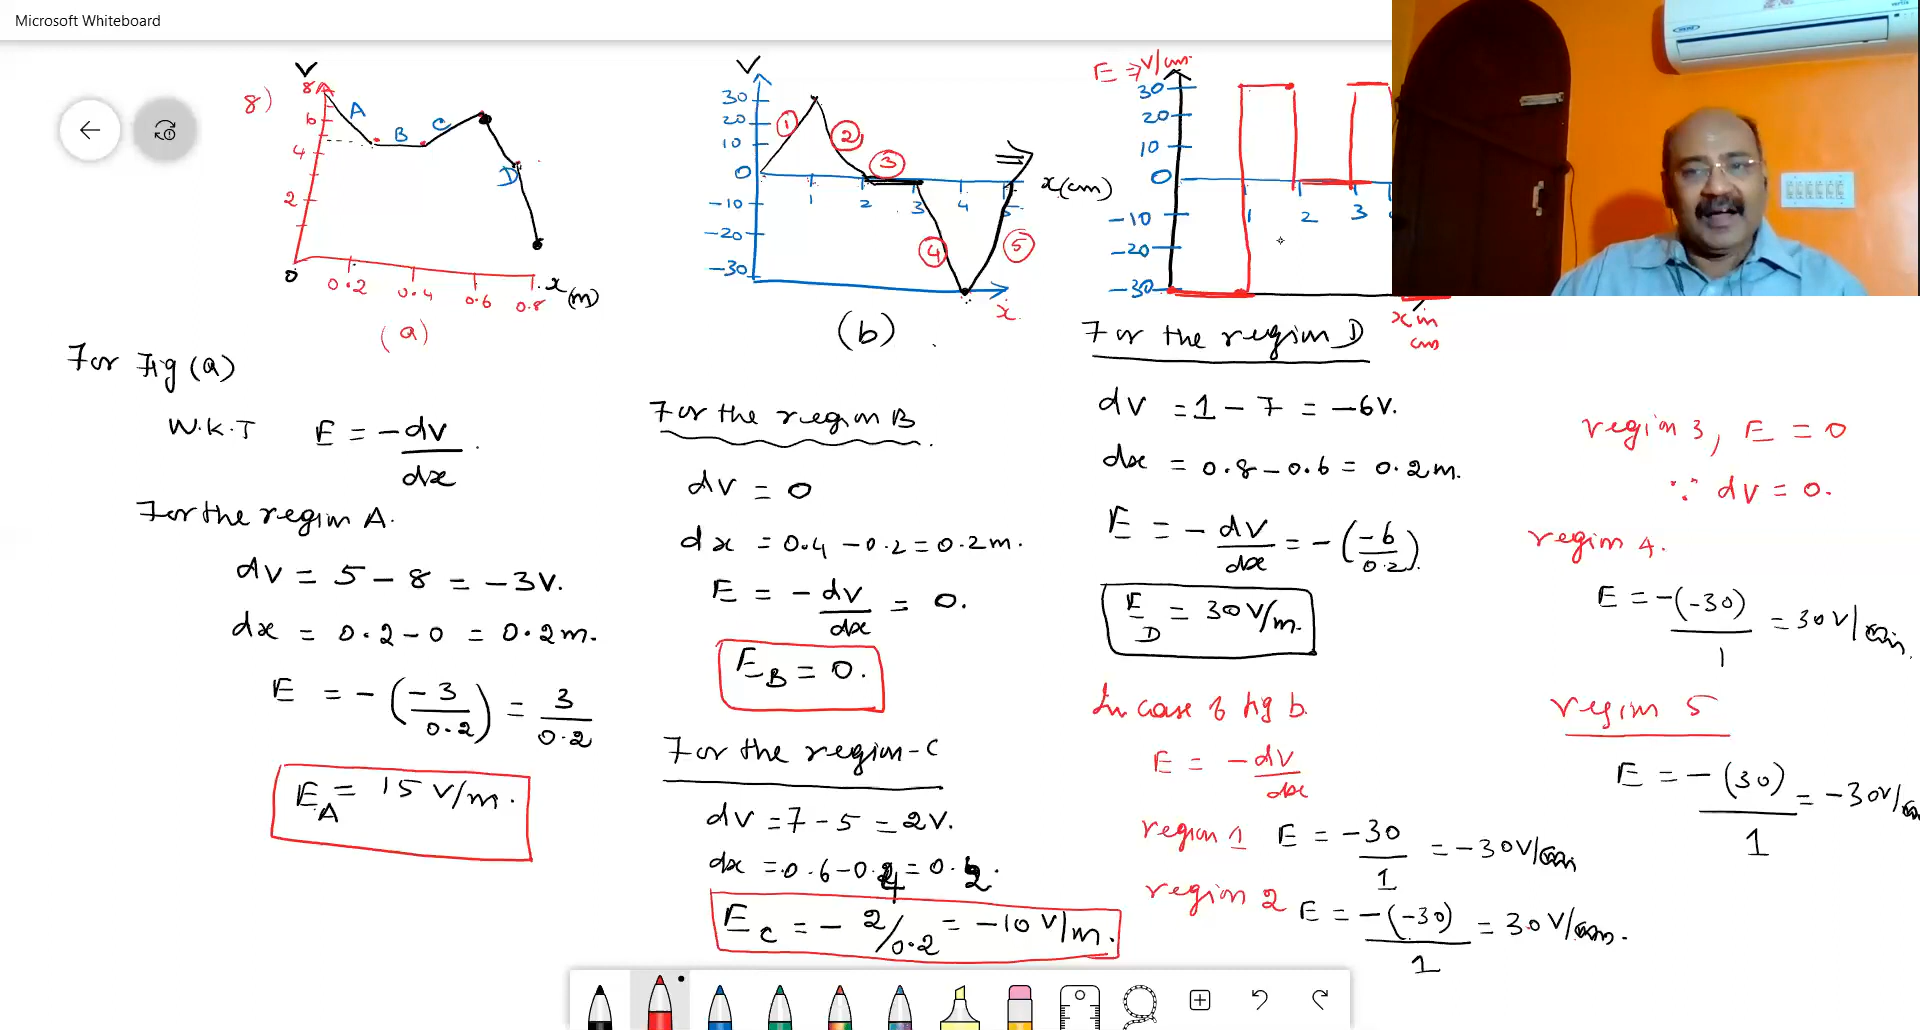 Microsoft Whiteboard
8)
V
8
6
4
2
0
A
B
C
D
0.2
0.4
0.6
0.8
x(m)
(a)
V
30
20
10
0
-10
-20
-30
1
2
3
4
5
1
2
3
4
5
x(cm)
x
(b)
E ⇒ V/cm
30
20
10
0
-10
-20
-30
1
2
3
x in
cm
For Fig (a)
W.K.T E = -dV/dx
For the region A.
dV = 5 - 8 = -3V.
dx = 0.2-0 = 0.2m.
E = -(-3/0.2) = 3/0.2
E_A = 15 V/m.
For the region B
dV = 0
dx = 0.4 - 0.2 = 0.2m.
E = -dV/dx = 0.
E_B = 0.
For the region-C
dV = 7 - 5 = 2V.
dx = 0.6-0.4 = 0.2.
E_C = - 2/0.2 = -10 V/m.
For the region D
dV = 1 - 7 = -6V.
dx = 0.8 - 0.6 = 0.2m.
E = -dV/dx = -(-6/0.2).
E_D = 30V/m.
In case of fig b.
E = -dV/dx
region 1 E = -30/1 = -30V/cm
region 2 E = -(-30)/1 = 30V/cm.
region 3, E = 0
∵ dV = 0.
region 4.
E = -(-30)/1 = 30V/cm.
region 5
E = -(30)/1 = -30V/